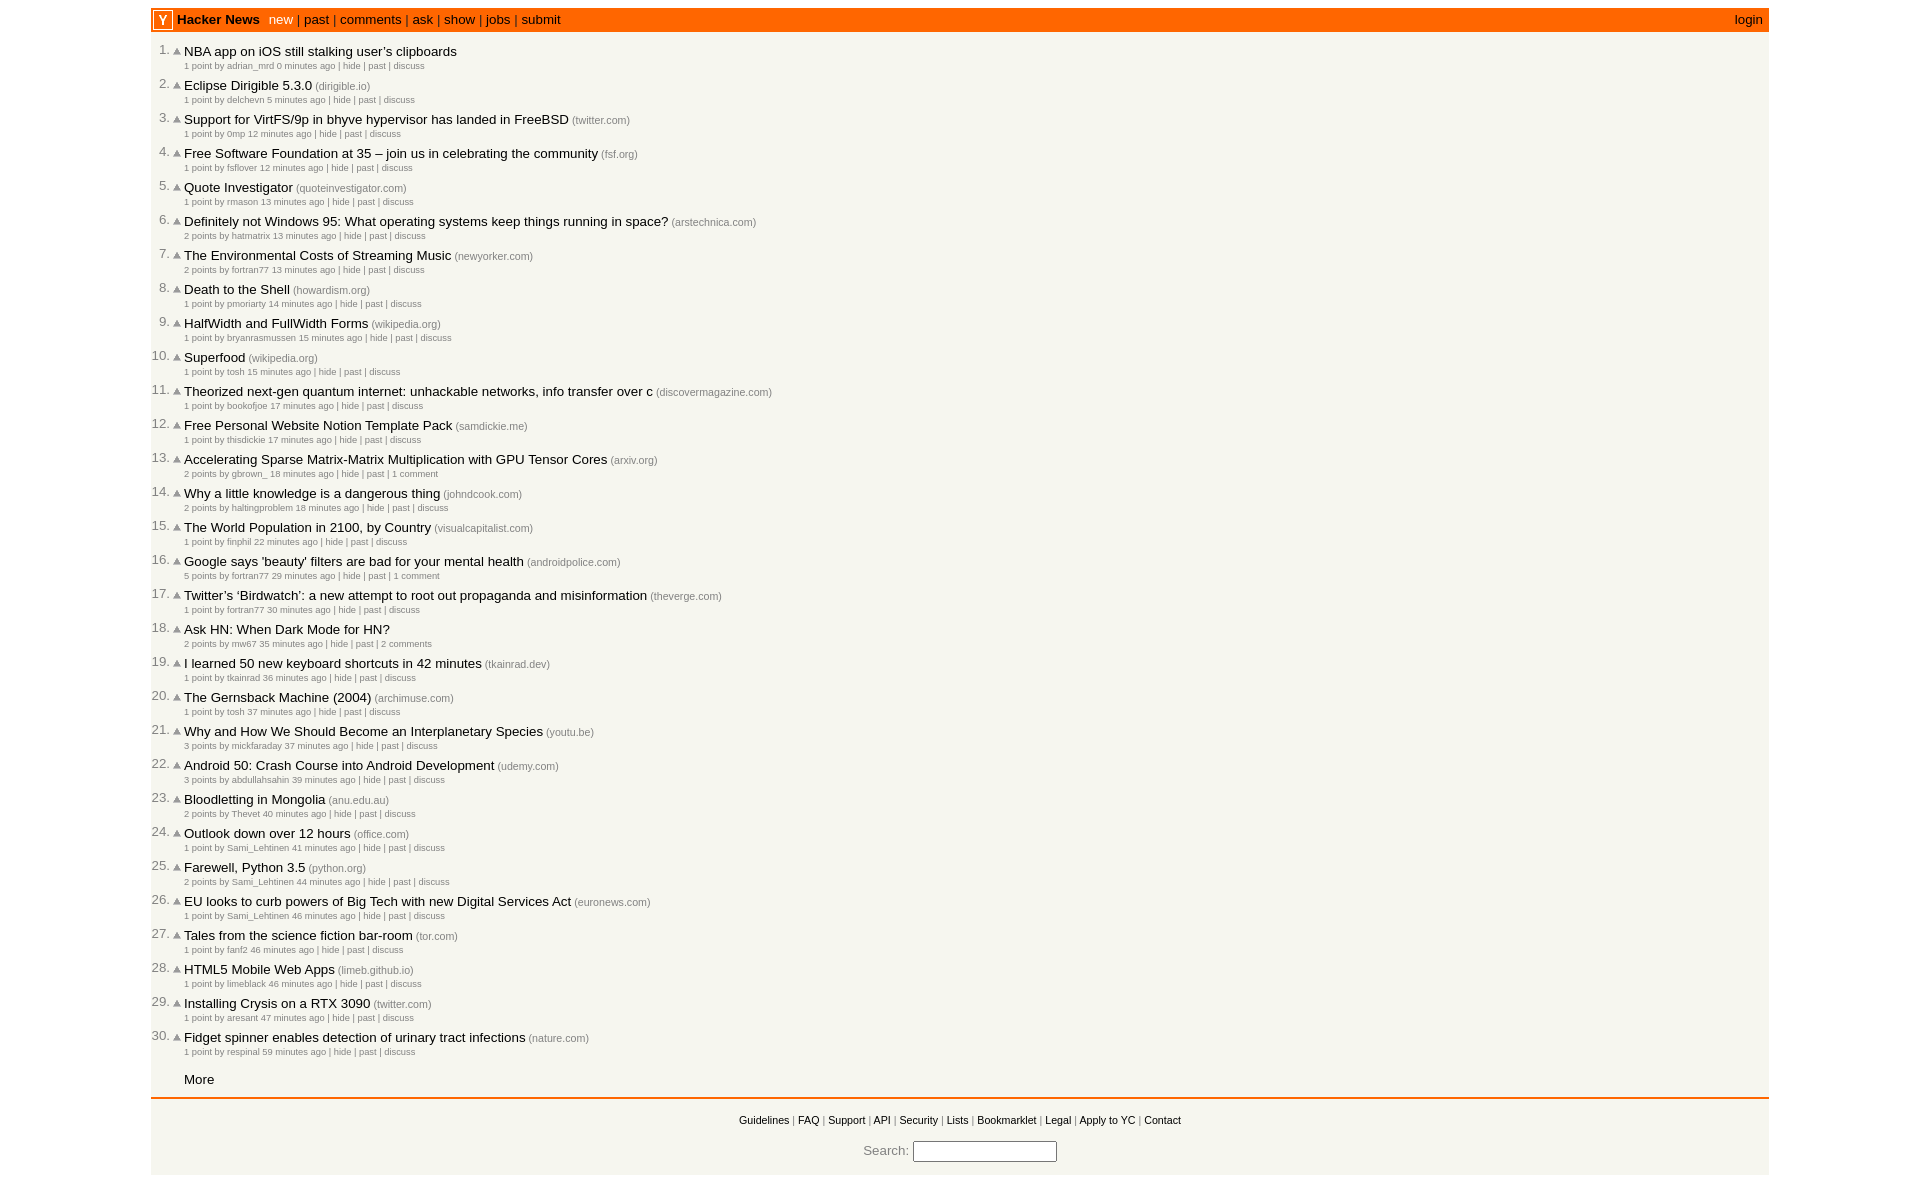 Y Hacker News new | past | comments | ask | show | jobs | submit login
1. NBA app on iOS still stalking user’s clipboards
1 point by adrian_mrd 0 minutes ago | hide | past | discuss
2. Eclipse Dirigible 5.3.0 (dirigible.io)
1 point by delchevn 5 minutes ago | hide | past | discuss
3. Support for VirtFS/9p in bhyve hypervisor has landed in FreeBSD (twitter.com)
1 point by 0mp 12 minutes ago | hide | past | discuss
4. Free Software Foundation at 35 – join us in celebrating the community (fsf.org)
1 point by fsflover 12 minutes ago | hide | past | discuss
5. Quote Investigator (quoteinvestigator.com)
1 point by rmason 13 minutes ago | hide | past | discuss
6. Definitely not Windows 95: What operating systems keep things running in space? (arstechnica.com)
2 points by hatmatrix 13 minutes ago | hide | past | discuss
7. The Environmental Costs of Streaming Music (newyorker.com)
2 points by fortran77 13 minutes ago | hide | past | discuss
8. Death to the Shell (howardism.org)
1 point by pmoriarty 14 minutes ago | hide | past | discuss
9. HalfWidth and FullWidth Forms (wikipedia.org)
1 point by bryanrasmussen 15 minutes ago | hide | past | discuss
10. Superfood (wikipedia.org)
1 point by tosh 15 minutes ago | hide | past | discuss
11. Theorized next-gen quantum internet: unhackable networks, info transfer over c (discovermagazine.com)
1 point by bookofjoe 17 minutes ago | hide | past | discuss
12. Free Personal Website Notion Template Pack (samdickie.me)
1 point by thisdickie 17 minutes ago | hide | past | discuss
13. Accelerating Sparse Matrix-Matrix Multiplication with GPU Tensor Cores (arxiv.org)
2 points by gbrown_ 18 minutes ago | hide | past | 1 comment
14. Why a little knowledge is a dangerous thing (johndcook.com)
2 points by haltingproblem 18 minutes ago | hide | past | discuss
15. The World Population in 2100, by Country (visualcapitalist.com)
1 point by finphil 22 minutes ago | hide | past | discuss
16. Google says 'beauty' filters are bad for your mental health (androidpolice.com)
5 points by fortran77 29 minutes ago | hide | past | 1 comment
17. Twitter’s ‘Birdwatch’: a new attempt to root out propaganda and misinformation (theverge.com)
1 point by fortran77 30 minutes ago | hide | past | discuss
18. Ask HN: When Dark Mode for HN?
2 points by mw67 35 minutes ago | hide | past | 2 comments
19. I learned 50 new keyboard shortcuts in 42 minutes (tkainrad.dev)
1 point by tkainrad 36 minutes ago | hide | past | discuss
20. The Gernsback Machine (2004) (archimuse.com)
1 point by tosh 37 minutes ago | hide | past | discuss
21. Why and How We Should Become an Interplanetary Species (youtu.be)
3 points by mickfaraday 37 minutes ago | hide | past | discuss
22. Android 50: Crash Course into Android Development (udemy.com)
3 points by abdullahsahin 39 minutes ago | hide | past | discuss
23. Bloodletting in Mongolia (anu.edu.au)
2 points by Thevet 40 minutes ago | hide | past | discuss
24. Outlook down over 12 hours (office.com)
1 point by Sami_Lehtinen 41 minutes ago | hide | past | discuss
25. Farewell, Python 3.5 (python.org)
2 points by Sami_Lehtinen 44 minutes ago | hide | past | discuss
26. EU looks to curb powers of Big Tech with new Digital Services Act (euronews.com)
1 point by Sami_Lehtinen 46 minutes ago | hide | past | discuss
27. Tales from the science fiction bar-room (tor.com)
1 point by fanf2 46 minutes ago | hide | past | discuss
28. HTML5 Mobile Web Apps (limeb.github.io)
1 point by limeblack 46 minutes ago | hide | past | discuss
29. Installing Crysis on a RTX 3090 (twitter.com)
1 point by aresant 47 minutes ago | hide | past | discuss
30. Fidget spinner enables detection of urinary tract infections (nature.com)
1 point by respinal 59 minutes ago | hide | past | discuss
More
Guidelines | FAQ | Support | API | Security | Lists | Bookmarklet | Legal | Apply to YC | Contact
Search: